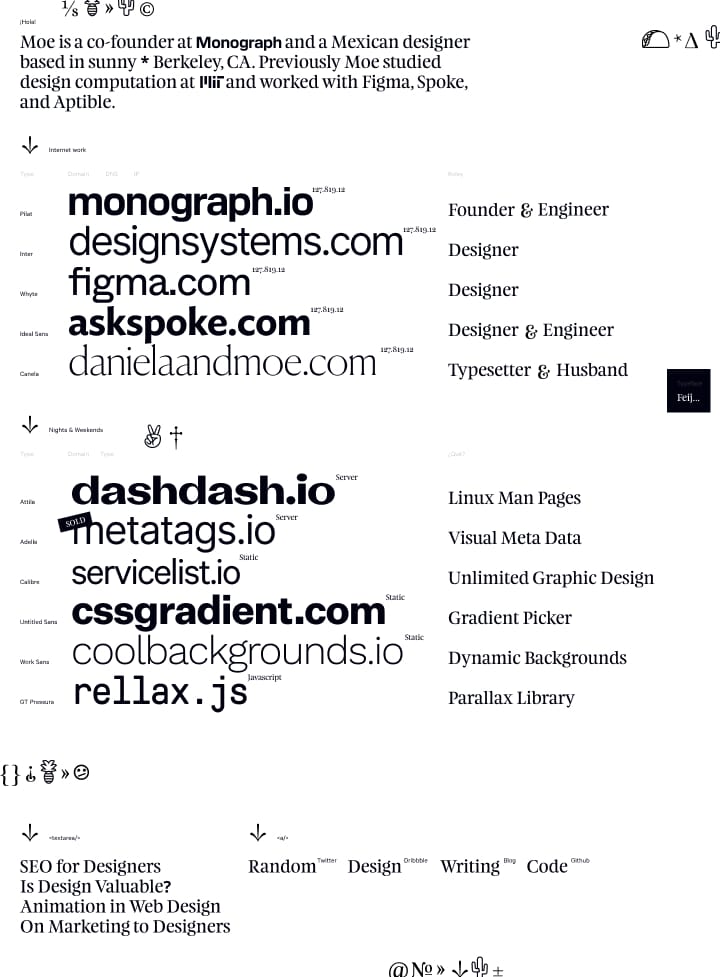 ⅓ » ©
¡Hola!
Moe is a co-founder at Monograph and a Mexican designer
based in sunny * Berkeley, CA. Previously Moe studied
design computation at MIT and worked with Figma, Spoke,
and Aptible.
* Δ
Internet work
Type Domain DNS IP Roles
Pilat monograph.io 127.819.12 Founder & Engineer
Inter designsystems.com 127.819.12 Designer
Whyte figma.com 127.819.12 Designer
Ideal Sans askspoke.com 127.819.12 Designer & Engineer
Canela danielaandmoe.com 127.819.12 Typesetter & Husband
Typeface
Feij...
Nights & Weekends †
Type Domain Type ¿Qué?
Attila dashdash.io Server Linux Man Pages
SOLD
Adelle metatags.io Server Visual Meta Data
Calibre servicelist.io Static Unlimited Graphic Design
Untitled Sans cssgradient.com Static Gradient Picker
Work Sans coolbackgrounds.io Static Dynamic Backgrounds
GT Pressura rellax.js Javascript Parallax Library
{} »
<textarea/> <a/>
SEO for Designers
Is Design Valuable?
Animation in Web Design
On Marketing to Designers
Random Twitter Design Dribbble Writing Blog Code Github
@ № » ±